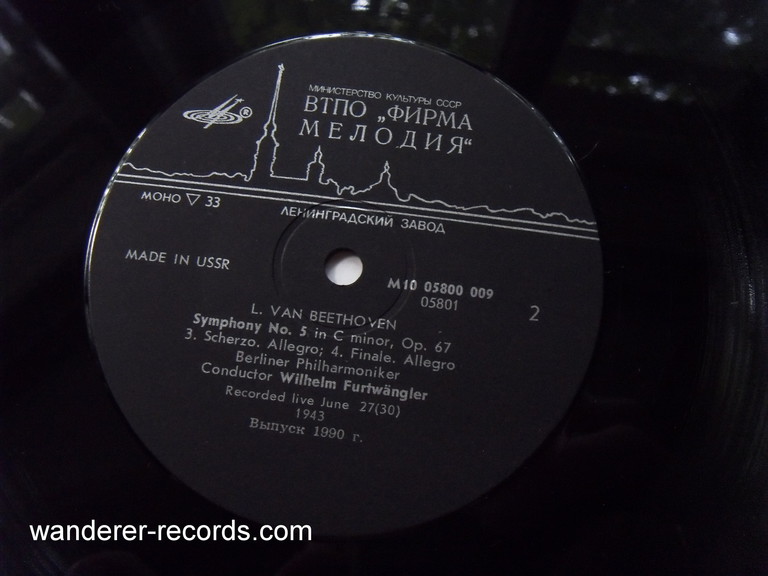 МИНИСТЕРСТВО КУЛЬТУРЫ СССР
ВТПО „ФИРМА
МЕЛОДИЯ“
®
МОНО ▽ 33
ЛЕНИНГРАДСКИЙ ЗАВОД
MADE IN USSR
М10 05800 009
05801
2
L. VAN BEETHOVEN
Symphony No. 5 in C minor, Op. 67
3. Scherzo. Allegro; 4. Finale. Allegro
Berliner Philharmoniker
Conductor Wilhelm Furtwängler
Recorded live June 27(30)
1943
Выпуск 1990 г.
wanderer-records.com